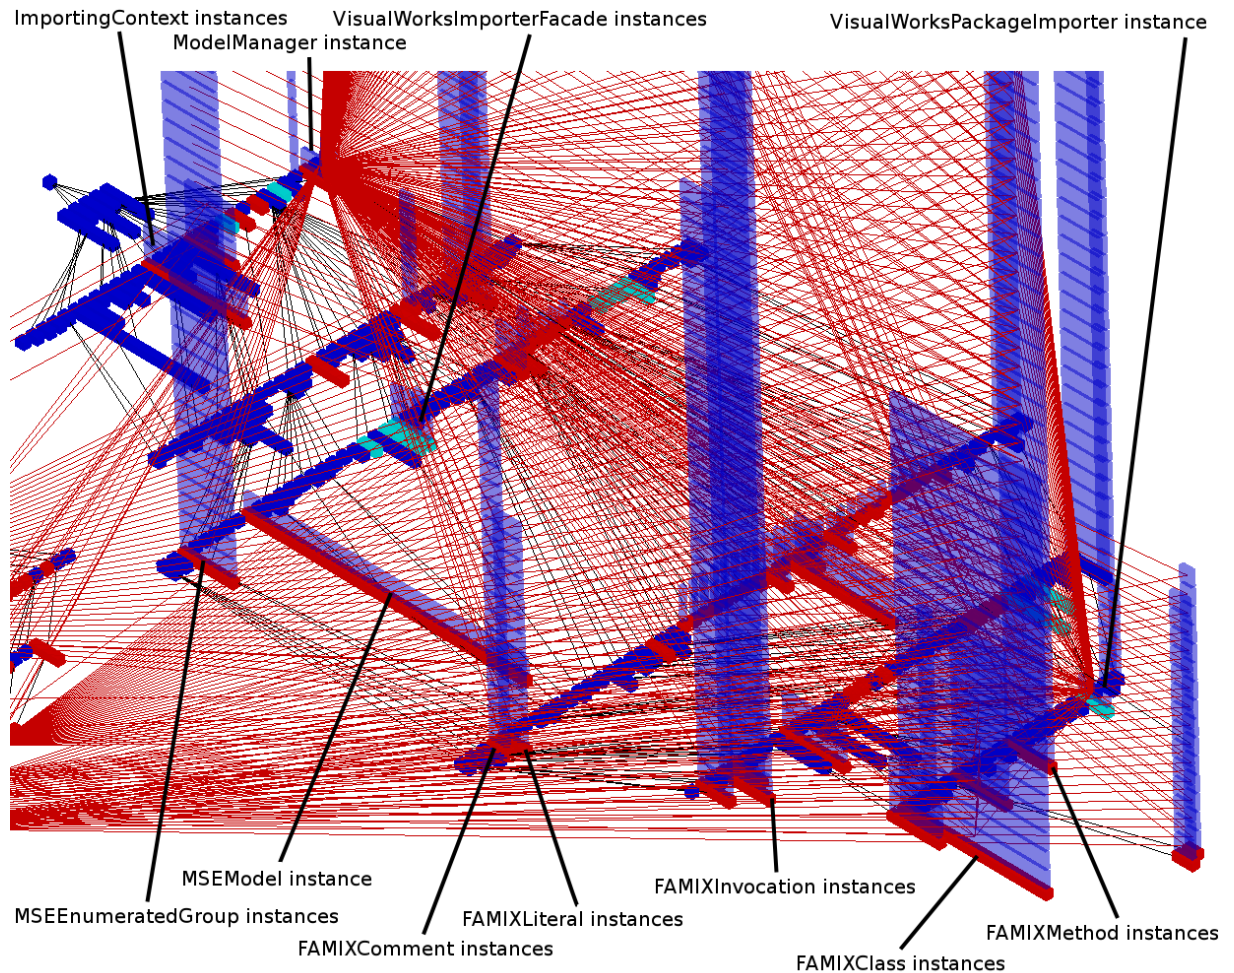 ImportingContext instances
VisualWorksImporterFacade instances
VisualWorksPackageImporter instance
ModelManager instance
MSEModel instance
FAMIXInvocation instances
MSEEnumeratedGroup instances
FAMIXLiteral instances
FAMIXMethod instances
FAMIXComment instances
FAMIXClass instances